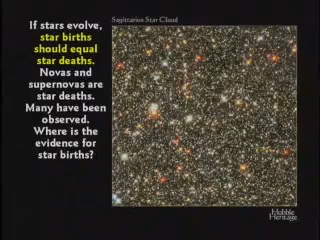 Sagittarius Star Cloud
If stars evolve,
star births
should equal
star deaths.
Novas and
supernovas are
star deaths.
Many have been
observed.
Where is the
evidence for
star births?
Hubble
Heritage